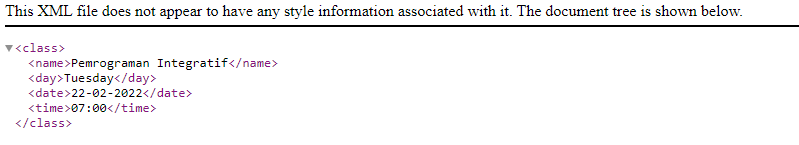 This XML file does not appear to have any style information associated with it. The document tree is shown below.
▼<class>
<name>Pemrograman Integratif</name>
<day>Tuesday</day>
<date>22-02-2022</date>
<time>07:00</time>
</class>